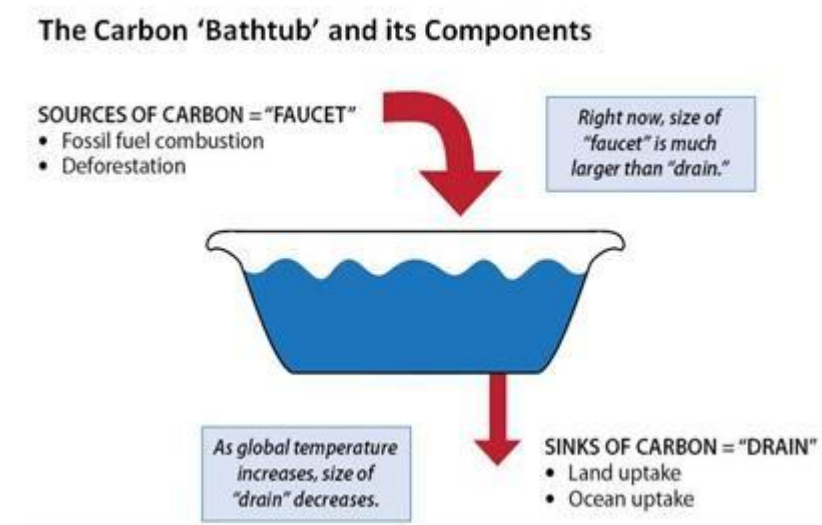 The Carbon ‘Bathtub’ and its Components
SOURCES OF CARBON = “FAUCET”
• Fossil fuel combustion
• Deforestation
Right now, size of
“faucet” is much
larger than “drain.”
As global temperature
increases, size of
“drain” decreases.
SINKS OF CARBON = “DRAIN”
• Land uptake
• Ocean uptake